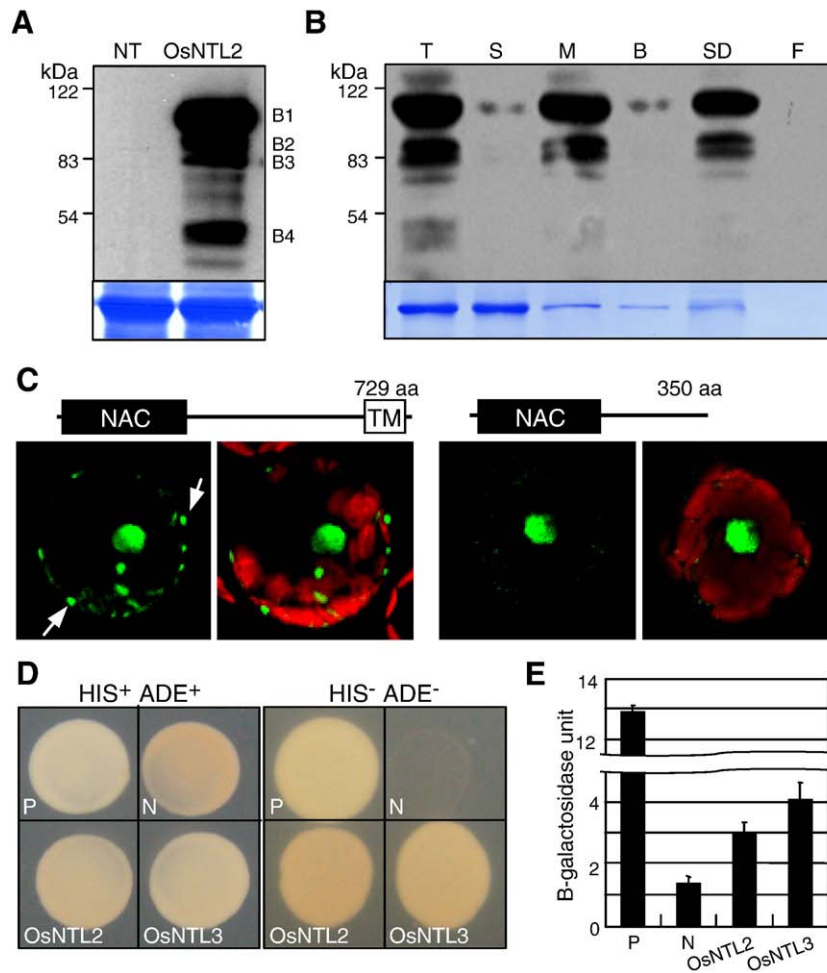 A
NT OsNTL2
kDa
122
83
54
B1
B2
B3
B4
B
T S M B SD F
kDa
122
83
54
C
729 aa
NAC
TM
350 aa
NAC
D
HIS+ ADE+
HIS- ADE-
P
N
P
N
OsNTL2
OsNTL3
OsNTL2
OsNTL3
E
B-galactosidase unit
14
12
4
2
0
P
N
OsNTL2
OsNTL3